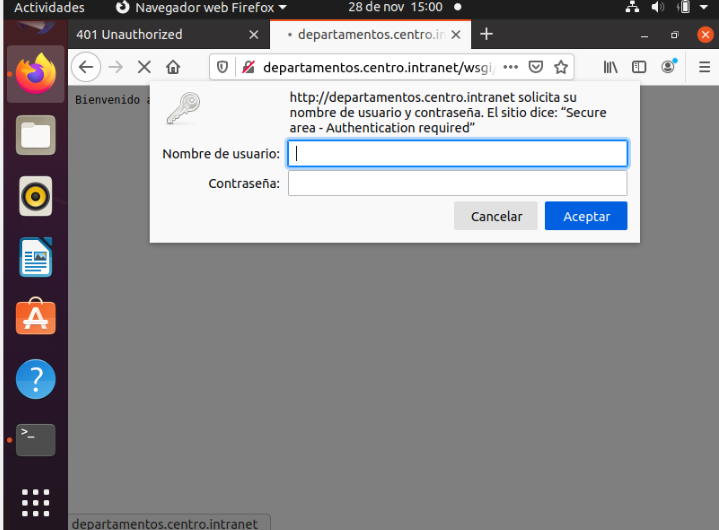 Actividades Navegador web Firefox 28 de nov 15:00
401 Unauthorized departamentos.centro.in
departamentos.centro.intranet/wsgi/
Bienvenido a
http://departamentos.centro.intranet solicita su
nombre de usuario y contraseña. El sitio dice: “Secure
area - Authentication required”
Nombre de usuario:
Contraseña:
Cancelar Aceptar
departamentos.centro.intranet